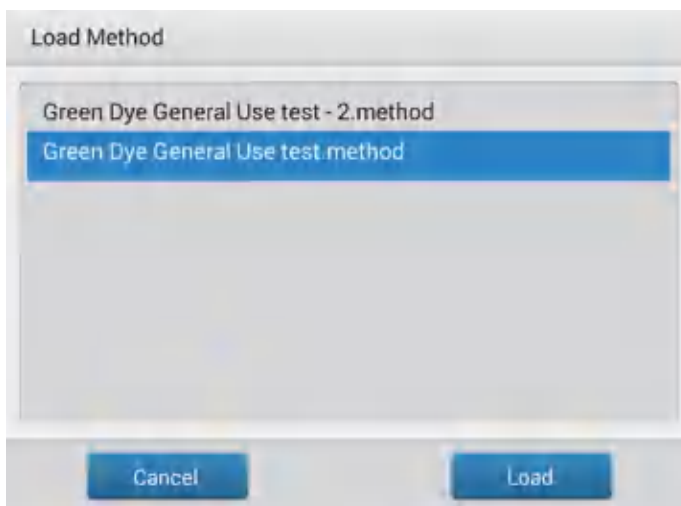 Load Method
Green Dye General Use test - 2.method
Green Dye General Use test.method
Cancel
Load